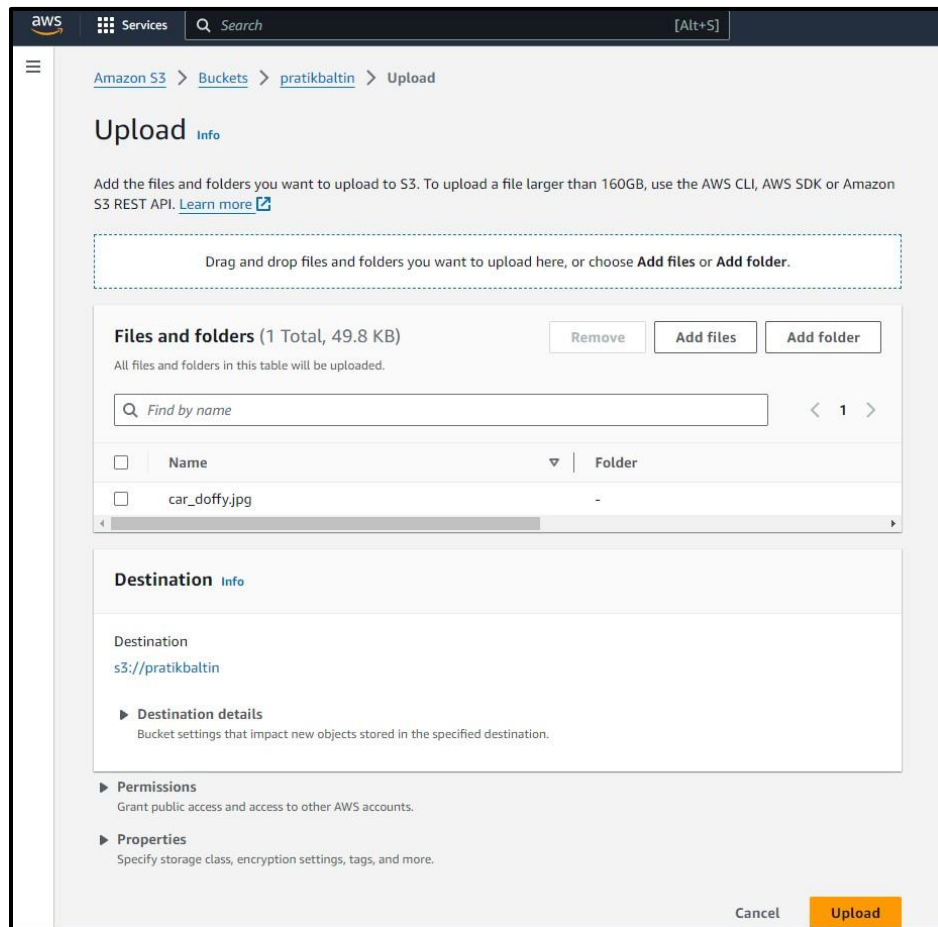 aws Services Search [Alt+S]
Amazon S3 > Buckets > pratikbaltin > Upload
Upload Info
Add the files and folders you want to upload to S3. To upload a file larger than 160GB, use the AWS CLI, AWS SDK or Amazon
S3 REST API. Learn more
Drag and drop files and folders you want to upload here, or choose Add files or Add folder.
Files and folders (1 Total, 49.8 KB) Remove Add files Add folder
All files and folders in this table will be uploaded.
Find by name < 1 >
Name Folder
car_doffy.jpg -
Destination Info
Destination
s3://pratikbaltin
Destination details
Bucket settings that impact new objects stored in the specified destination.
Permissions
Grant public access and access to other AWS accounts.
Properties
Specify storage class, encryption settings, tags, and more.
Cancel Upload